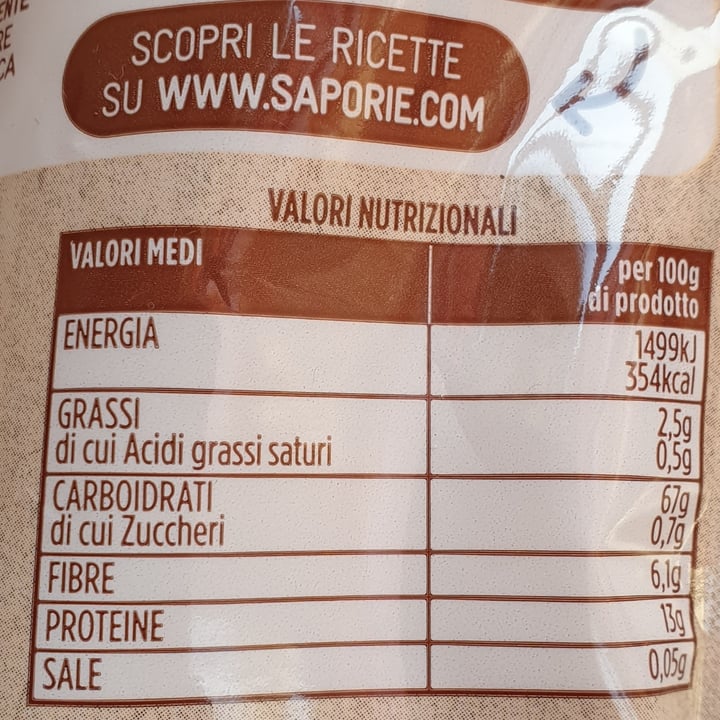 SCOPRI LE RICETTE
SU WWW.SAPORIE.COM
VALORI NUTRIZIONALI
VALORI MEDI per 100g
di prodotto
ENERGIA 1499kJ
354kcal
GRASSI 2,5g
di cui Acidi grassi saturi 0,5g
CARBOIDRATI 67g
di cui Zuccheri 0,7g
FIBRE 6,1g
PROTEINE 13g
SALE 0,05g